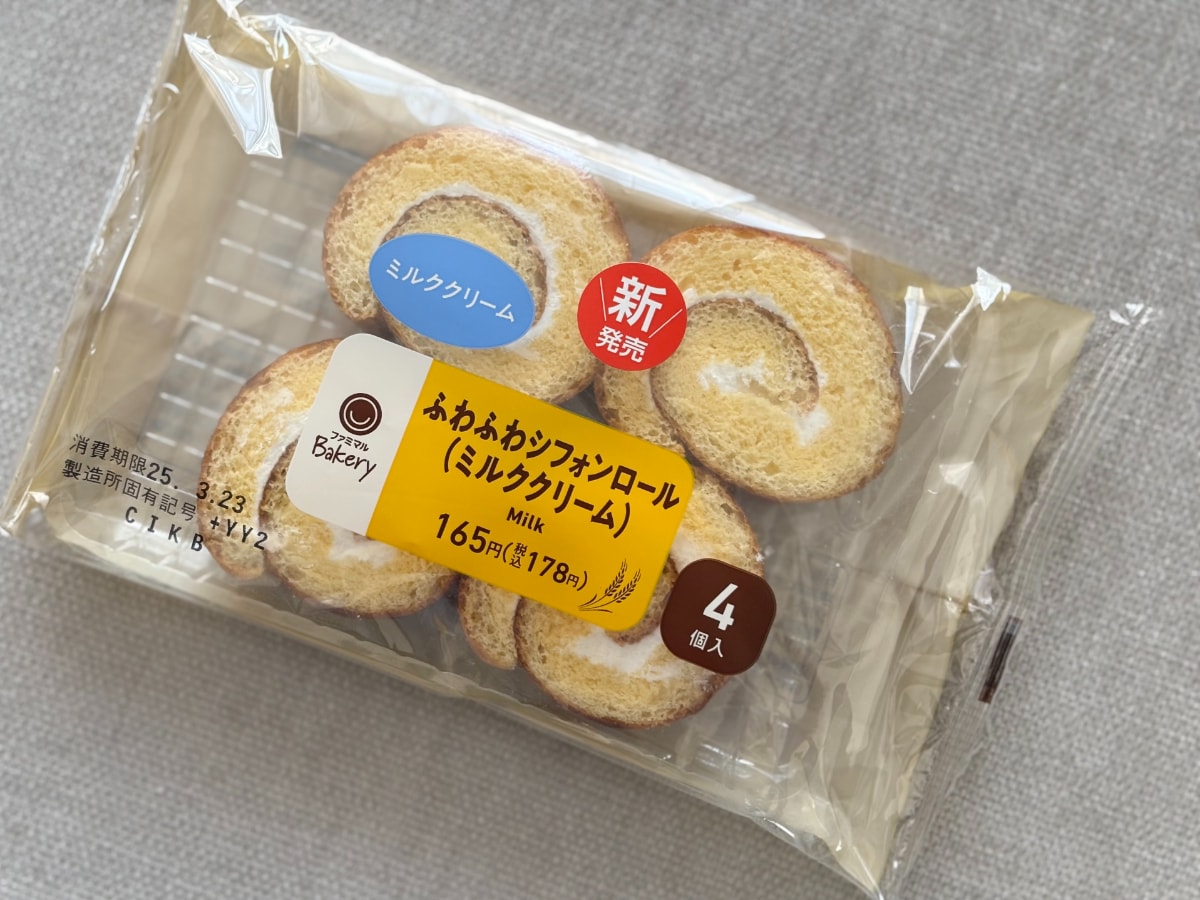 ミルククリーム
新
発売
ファミマル
Bakery
ふわふわシフォンロール
(ミルククリーム)
Milk
165円(税込178円)
4
個入
消費期限25. 3.23
製造所固有記号 +YY2
CIKB